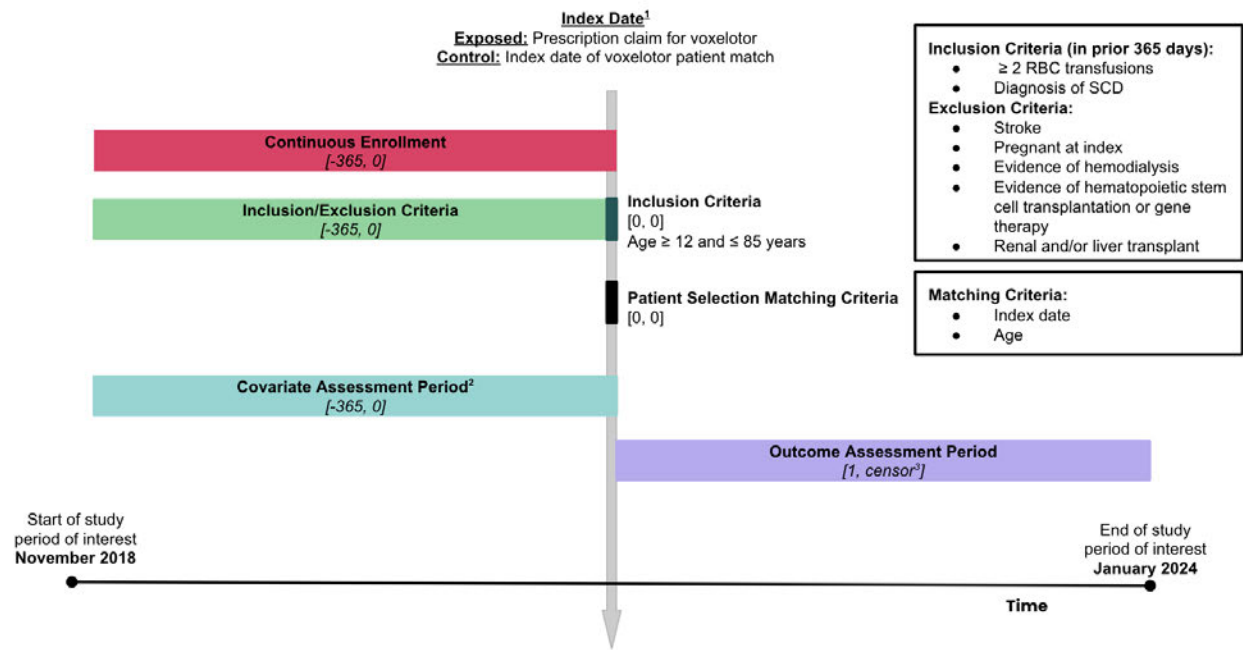 Index Date¹
Exposed: Prescription claim for voxelotor
Control: Index date of voxelotor patient match
Continuous Enrollment
[-365, 0]
Inclusion/Exclusion Criteria
[-365, 0]
Inclusion Criteria
[0, 0]
Age ≥ 12 and ≤ 85 years
Patient Selection Matching Criteria
[0, 0]
Covariate Assessment Period²
[-365, 0]
Outcome Assessment Period
[1, censor³]
Inclusion Criteria (in prior 365 days):
● ≥ 2 RBC transfusions
● Diagnosis of SCD
Exclusion Criteria:
● Stroke
● Pregnant at index
● Evidence of hemodialysis
● Evidence of hematopoietic stem
cell transplantation or gene
therapy
● Renal and/or liver transplant
Matching Criteria:
● Index date
● Age
Start of study
period of interest
November 2018
End of study
period of interest
January 2024
Time